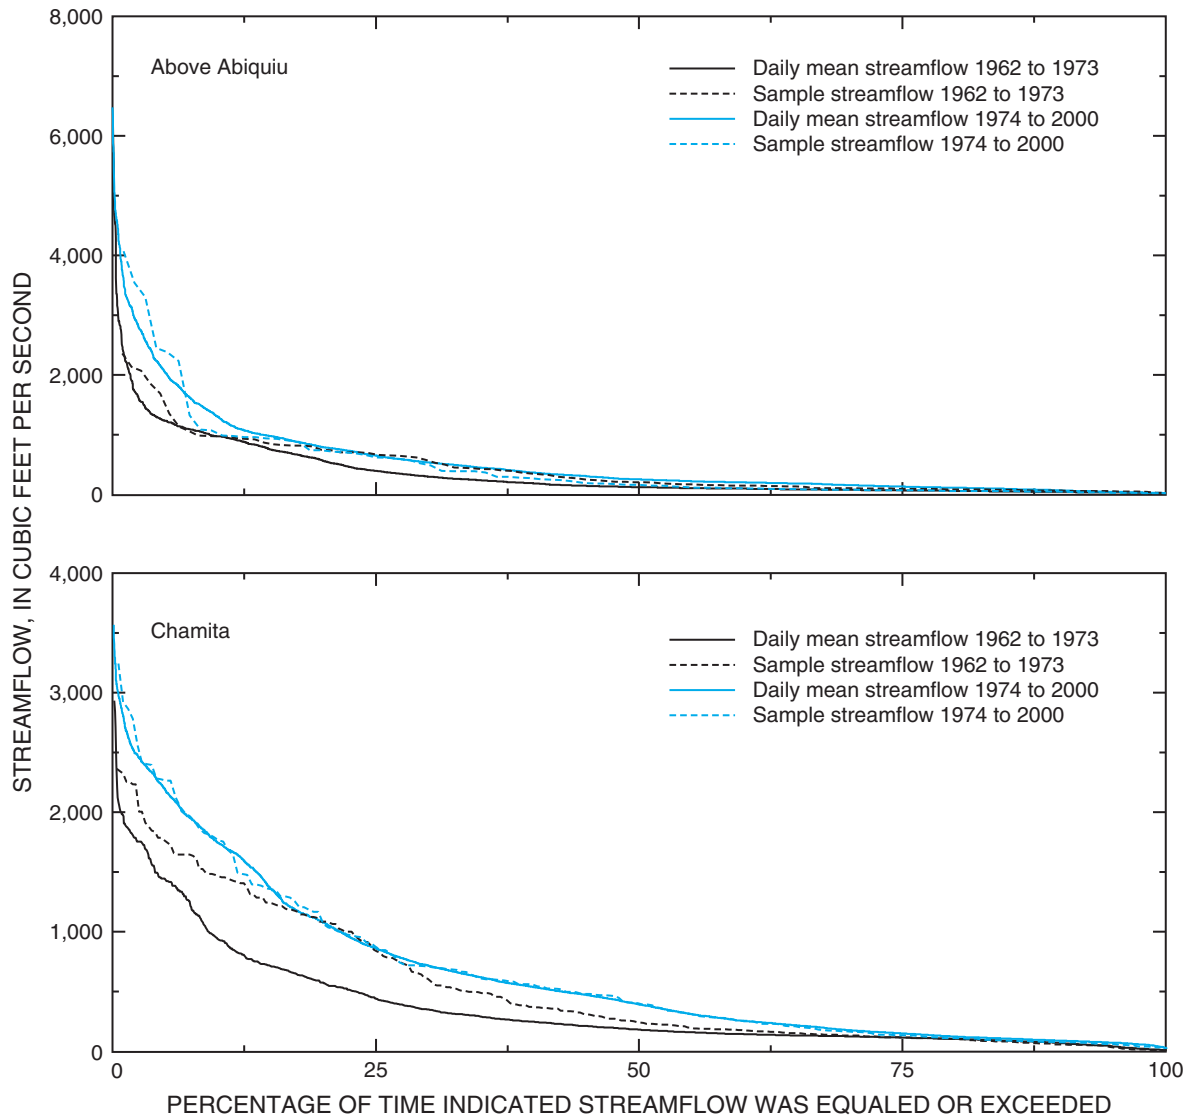 STREAMFLOW, IN CUBIC FEET PER SECOND
8,000
6,000
4,000
2,000
0
Above Abiquiu
Daily mean streamflow 1962 to 1973
Sample streamflow 1962 to 1973
Daily mean streamflow 1974 to 2000
Sample streamflow 1974 to 2000
4,000
3,000
2,000
1,000
0
Chamita
Daily mean streamflow 1962 to 1973
Sample streamflow 1962 to 1973
Daily mean streamflow 1974 to 2000
Sample streamflow 1974 to 2000
0 25 50 75 100
PERCENTAGE OF TIME INDICATED STREAMFLOW WAS EQUALED OR EXCEEDED